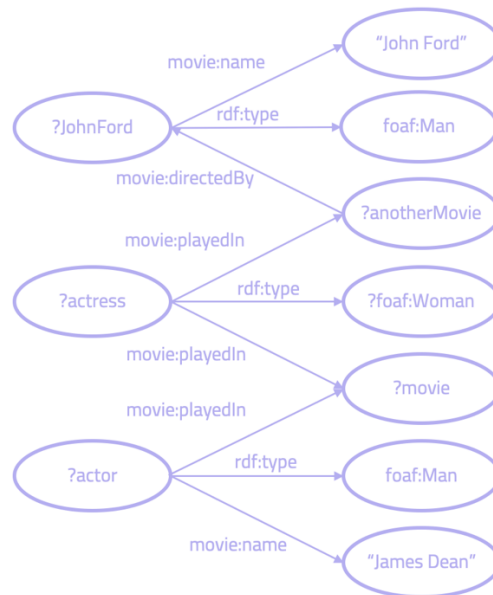 "John Ford"
movie:name
?JohnFord
rdf:type
foaf:Man
movie:directedBy
?anotherMovie
movie:playedIn
?actress
rdf:type
?foaf:Woman
movie:playedIn
?movie
movie:playedIn
?actor
rdf:type
foaf:Man
movie:name
"James Dean"